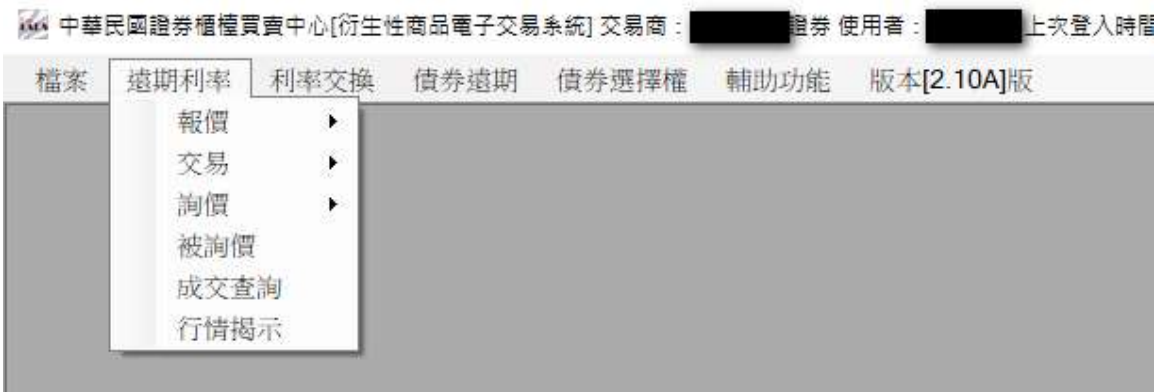 中華民國證券櫃檯買賣中心[衍生性商品電子交易系統] 交易商： 證券 使用者： 上次登入時間
檔案 遠期利率 利率交換 債券遠期 債券選擇權 輔助功能 版本[2.10A]版
報價
交易
詢價
被詢價
成交查詢
行情揭示